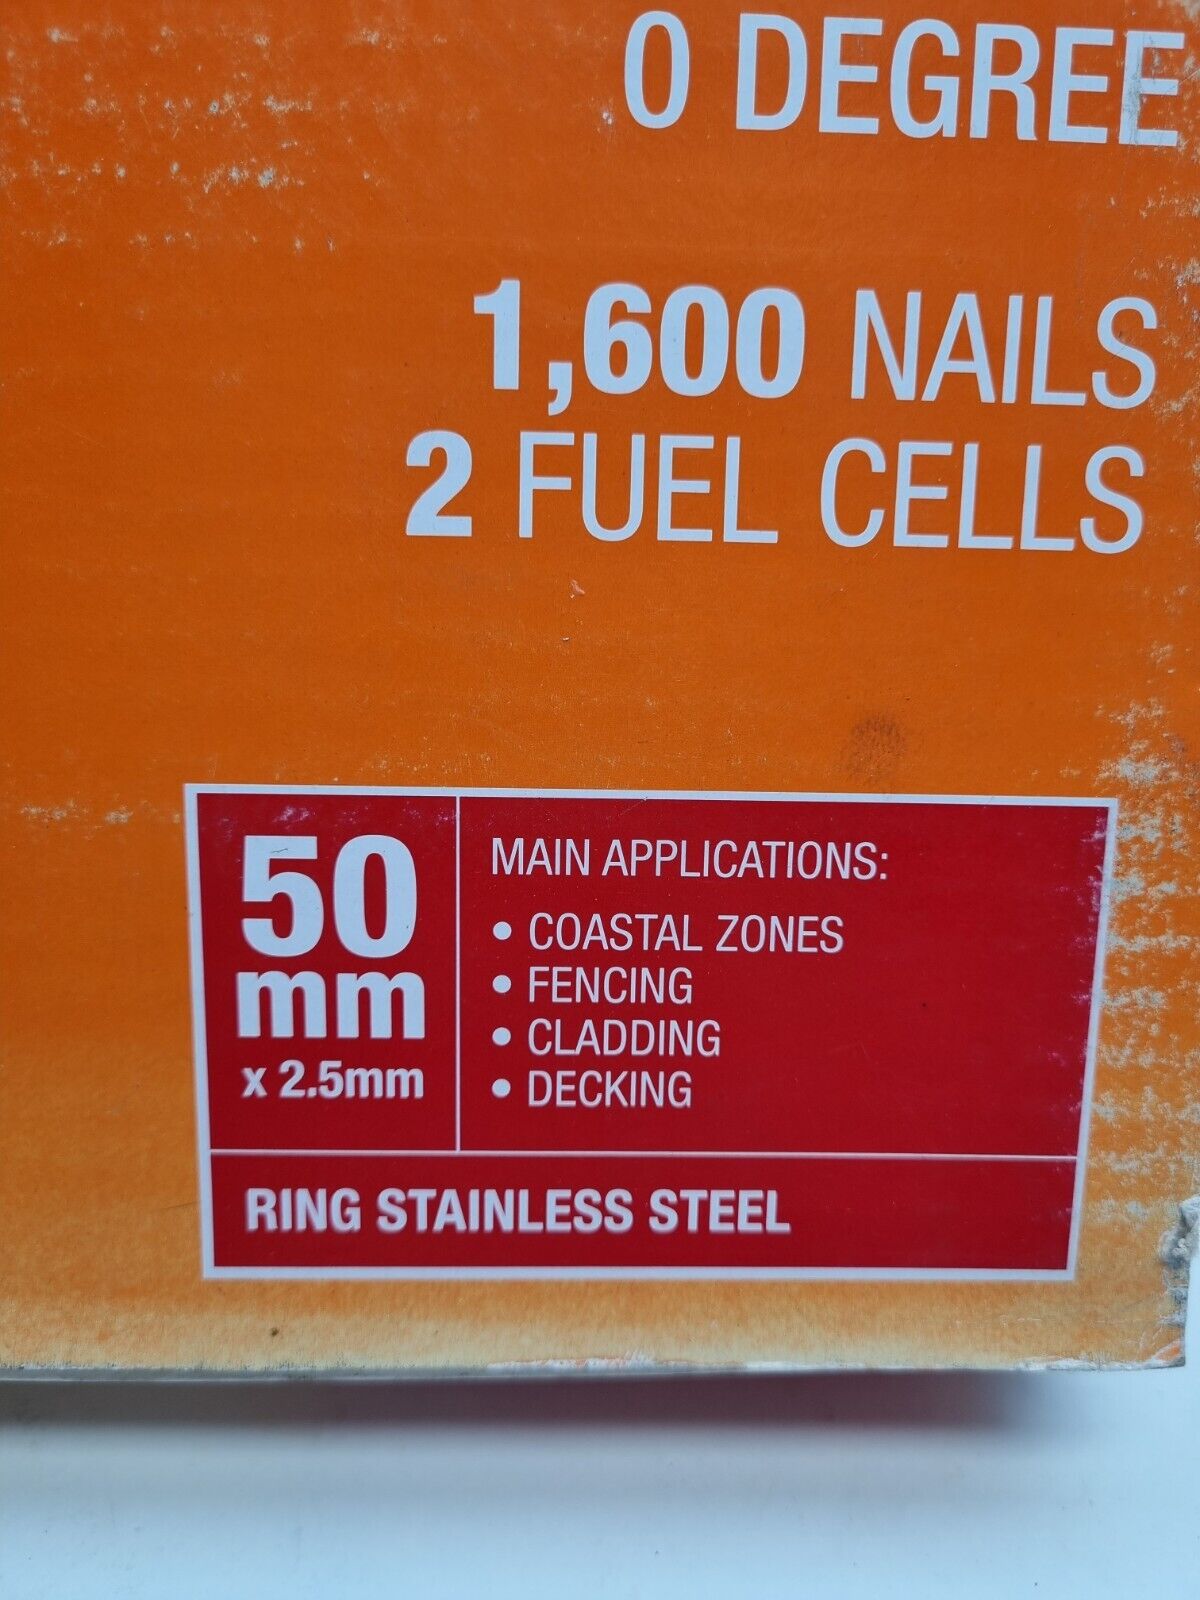 0 DEGREE
1,600 NAILS
2 FUEL CELLS
50
mm
x 2.5mm
MAIN APPLICATIONS:
• COASTAL ZONES
• FENCING
• CLADDING
• DECKING
RING STAINLESS STEEL